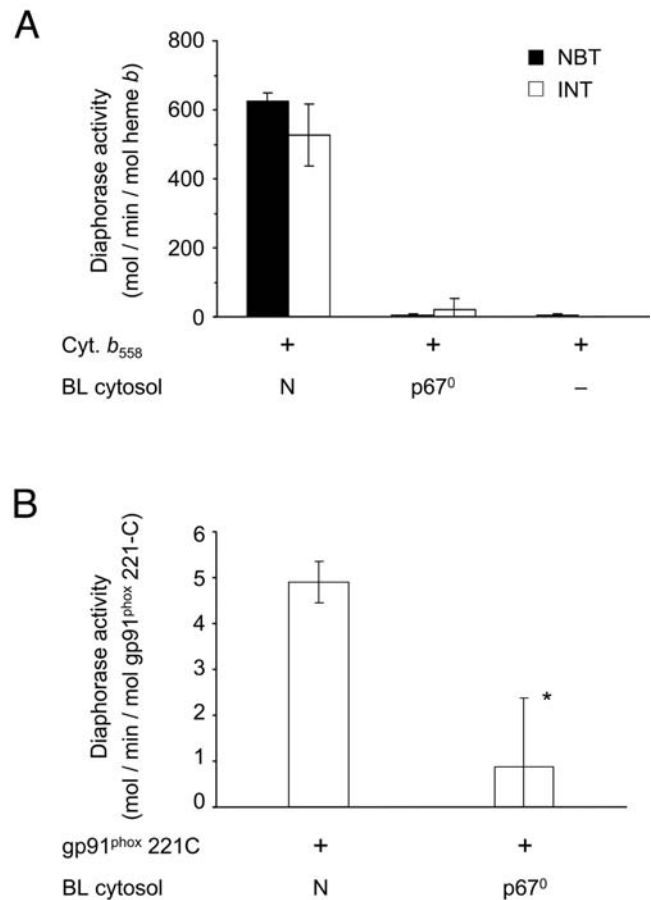 A
Diaphorase activity
(mol / min / mol heme b)
800
600
400
200
0
NBT
INT
Cyt. b₅₅₈ + + +
BL cytosol N p67⁰ –
B
Diaphorase activity
(mol / min / mol gp91ᵖʰᵒˣ 221-C)
6
5
4
3
2
1
0
*
gp91ᵖʰᵒˣ 221C + +
BL cytosol N p67⁰